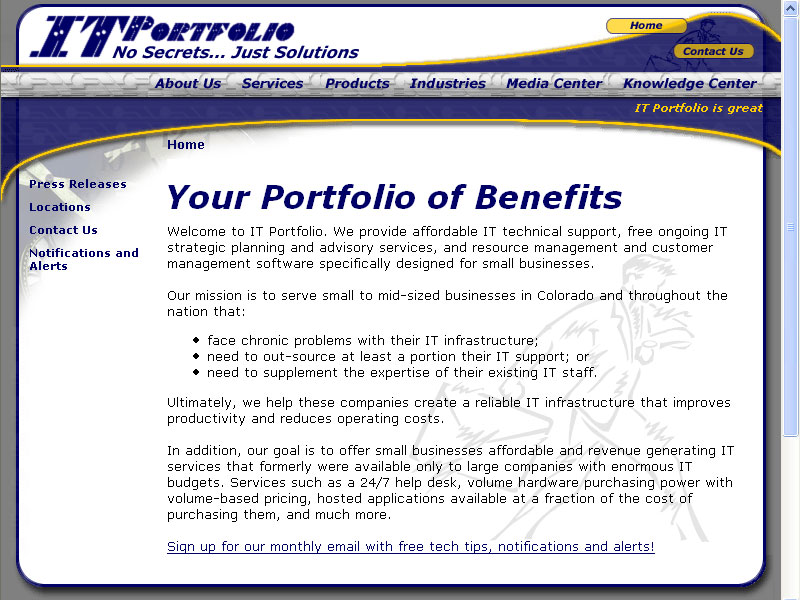 IT PORTFOLIO
No Secrets... Just Solutions
Home
Contact Us
About Us Services Products Industries Media Center Knowledge Center
IT Portfolio is great
Home
Press Releases
Locations
Contact Us
Notifications and
Alerts
Your Portfolio of Benefits
Welcome to IT Portfolio. We provide affordable IT technical support, free ongoing IT
strategic planning and advisory services, and resource management and customer
management software specifically designed for small businesses.
Our mission is to serve small to mid-sized businesses in Colorado and throughout the
nation that:
• face chronic problems with their IT infrastructure;
• need to out-source at least a portion their IT support; or
• need to supplement the expertise of their existing IT staff.
Ultimately, we help these companies create a reliable IT infrastructure that improves
productivity and reduces operating costs.
In addition, our goal is to offer small businesses affordable and revenue generating IT
services that formerly were available only to large companies with enormous IT
budgets. Services such as a 24/7 help desk, volume hardware purchasing power with
volume-based pricing, hosted applications available at a fraction of the cost of
purchasing them, and much more.
Sign up for our monthly email with free tech tips, notifications and alerts!